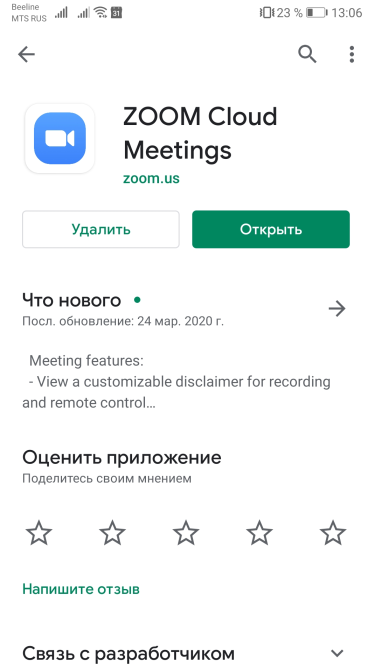 Beeline
MTS RUS
31
23 %
13:06
ZOOM Cloud
Meetings
zoom.us
Удалить
Открыть
Что нового
Посл. обновление: 24 мар. 2020 г.
Meeting features:
- View a customizable disclaimer for recording
and remote control...
Оценить приложение
Поделитесь своим мнением
Напишите отзыв
Связь с разработчиком